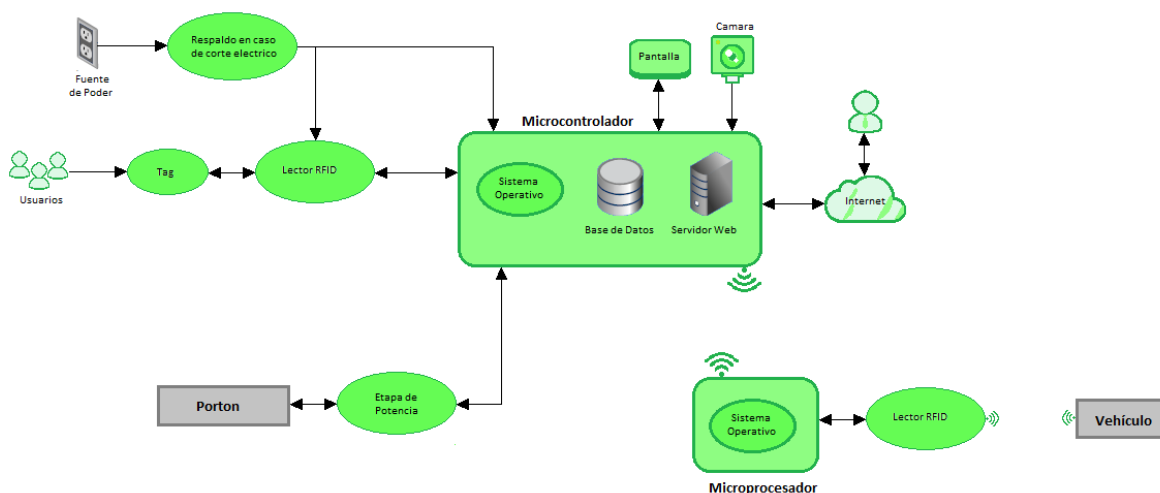 Respaldo en caso
de corte electrico
Fuente
de Poder
Camara
Pantalla
Microcontrolador
Usuarios
Tag
Lector RFID
Sistema
Operativo
Base de Datos
Servidor Web
Internet
Porton
Etapa de
Potencia
Sistema
Operativo
Lector RFID
Vehículo
Microprocesador